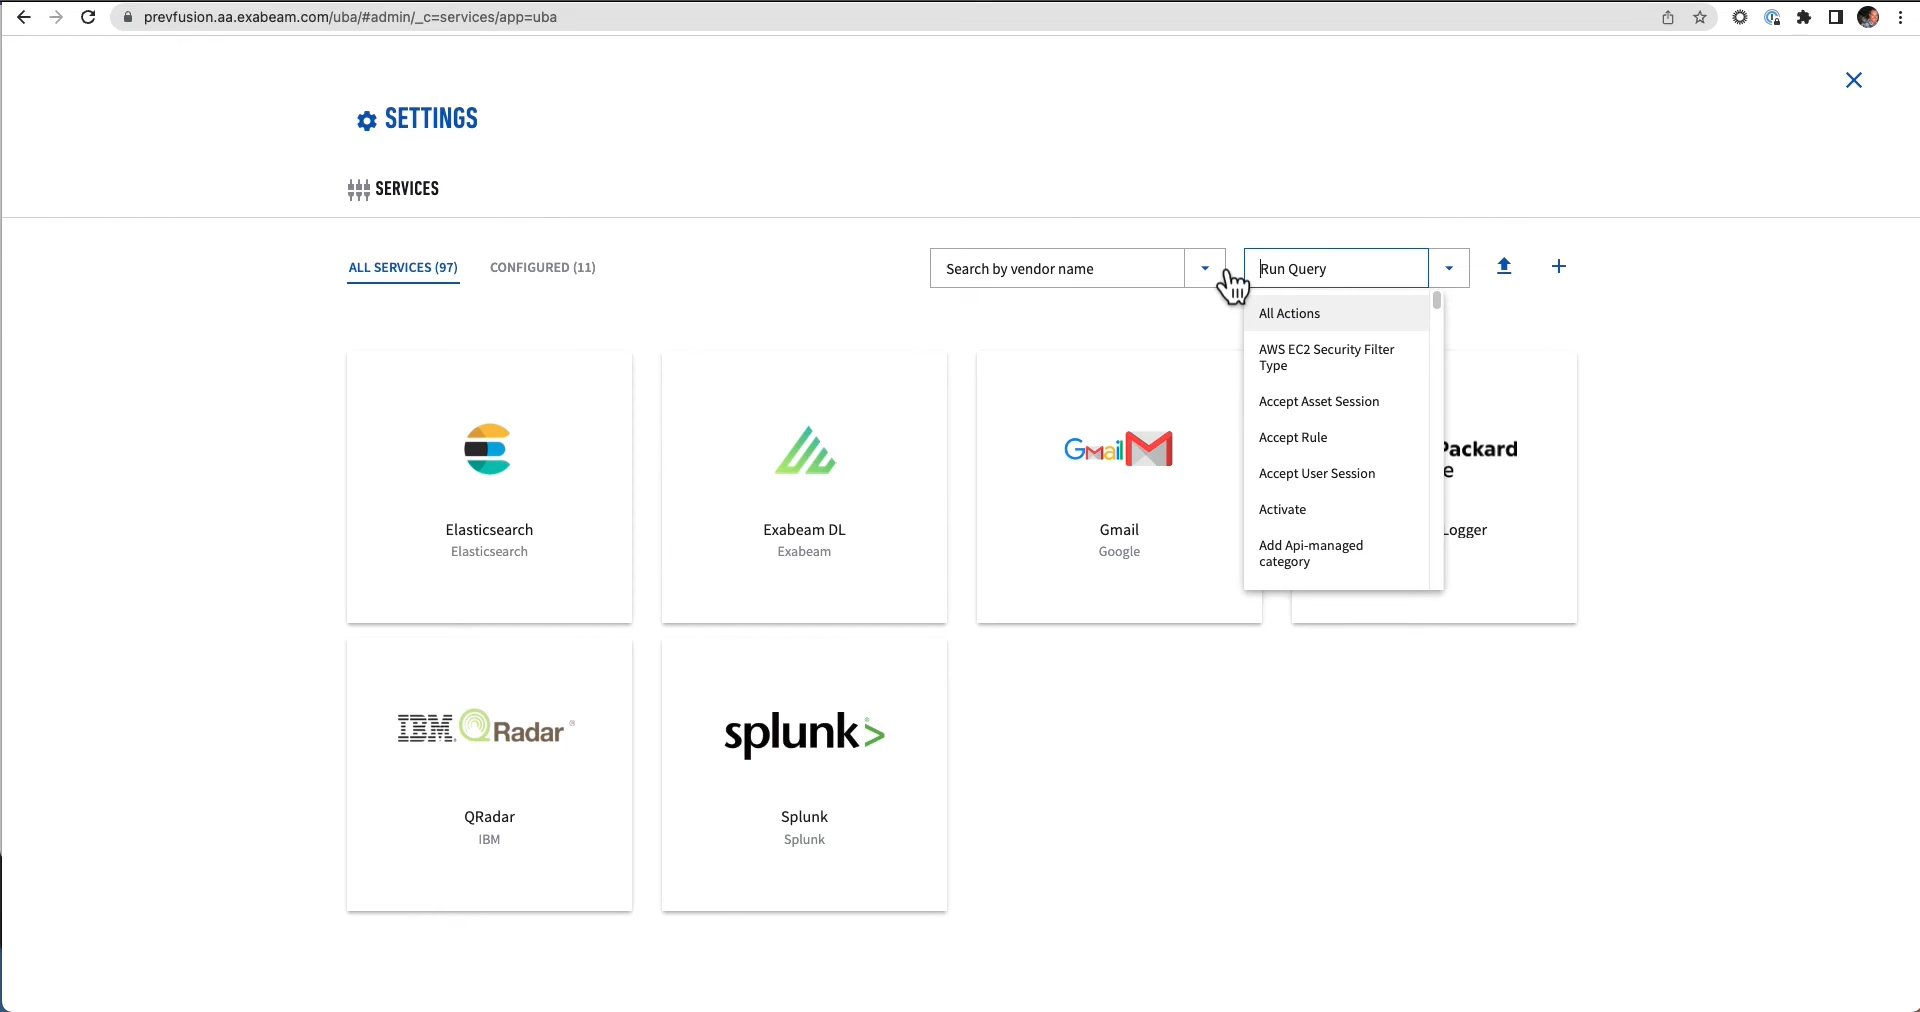 prevfusion.aa.exabeam.com/uba/#admin/_c=services/app=uba
SETTINGS
SERVICES
ALL SERVICES (97)
CONFIGURED (11)
Search by vendor name
Run Query
All Actions
AWS EC2 Security Filter
Type
Accept Asset Session
Accept Rule
Accept User Session
Activate
Add Api-managed
category
Elasticsearch
Elasticsearch
Exabeam DL
Exabeam
Gmail
Gmail
Google
Packard
e
Logger
IBM QRadar
QRadar
IBM
splunk>
Splunk
Splunk